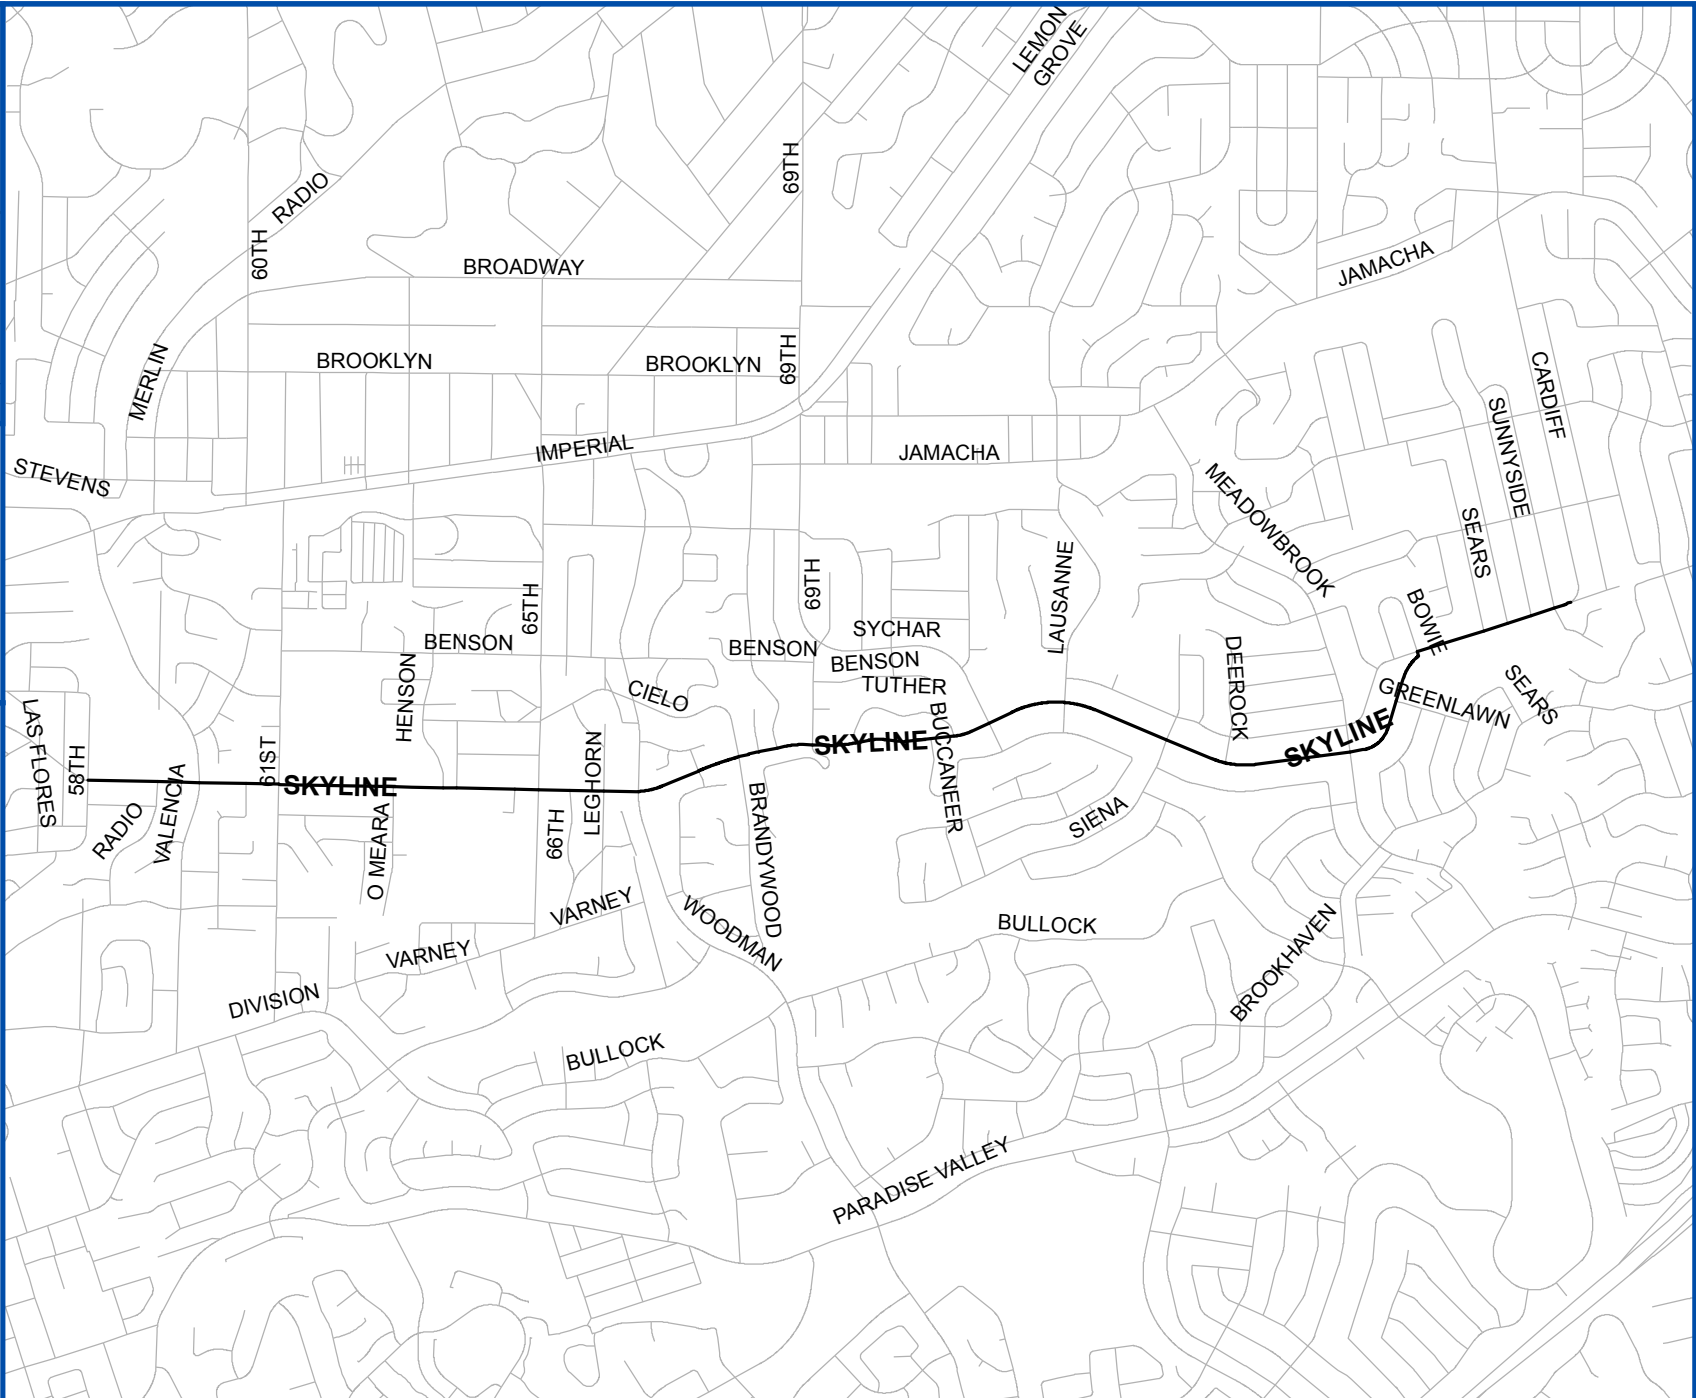 LEMON
GROVE
69TH
RADIO
60TH
BROADWAY
JAMACHA
MERLIN
BROOKLYN
BROOKLYN
69TH
CARDIFF
SUNNYSIDE
IMPERIAL
JAMACHA
STEVENS
MEADOWBROOK
SEARS
65TH
69TH
LAUSANNE
BOWIE
BENSON
BENSON
SYCHAR
BENSON
TUTHER
DEEROCK
HENSON
CIELO
GREENLAWN
SEARS
LAS FLORES
58TH
61ST
LEGHORN
SKYLINE
BUCCANEER
SKYLINE
SKYLINE
RADIO
VALENCIA
O MEARA
66TH
BRANDYWOOD
SIENA
VARNEY
WOODMAN
BULLOCK
VARNEY
BROOKHAVEN
DIVISION
BULLOCK
PARADISE VALLEY